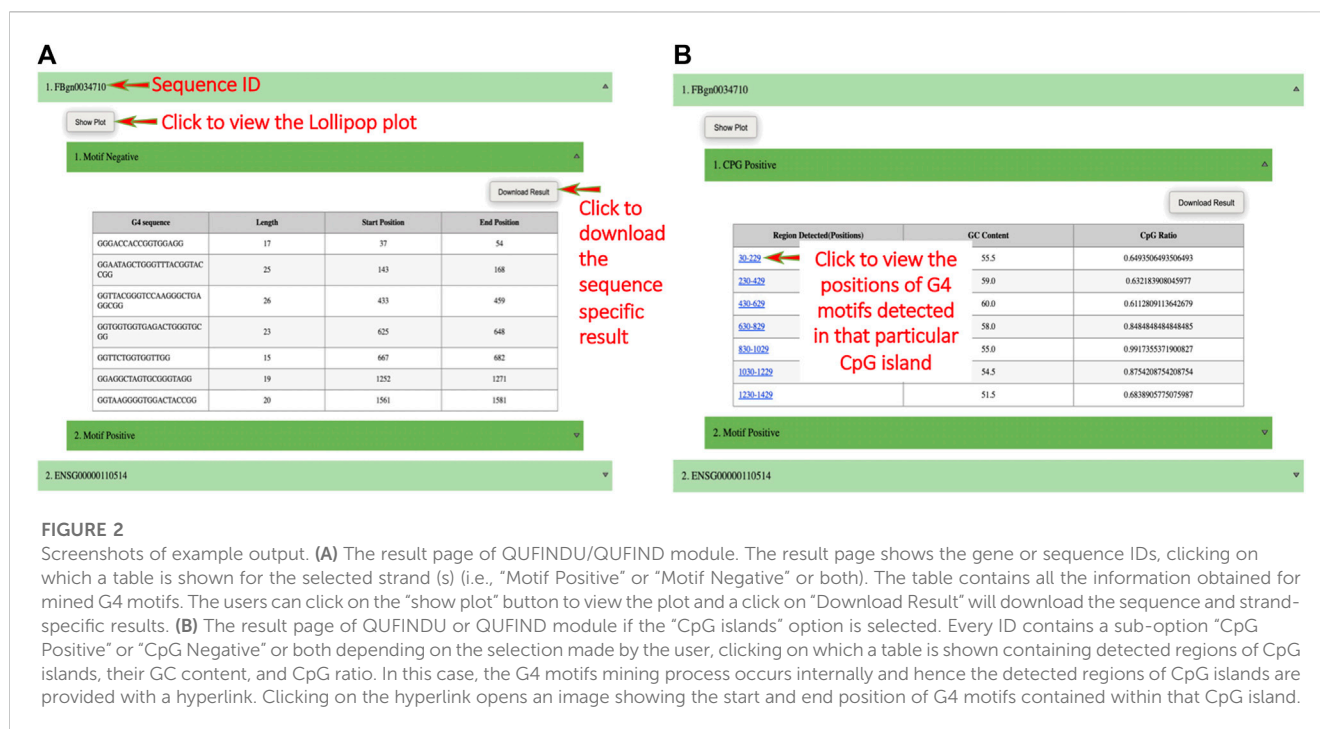 A
1. FBgn0034710
Sequence ID
Show Plot
Click to view the Lollipop plot
1. Motif Negative
Download Result
Click to
download
the
sequence
specific
result
G4 sequence Length Start Position End Position
GGGACCACCGGTGGAGG 17 37 54
GGAATAGCTGGGTTTACGGTAC
CGG 25 143 168
GGTTACGGGTCCAAGGGCTGA
GGCGG 26 433 459
GGTGGTGGTGAGACTGGGTGC
GG 23 625 648
GGTTCTGGTGGTTGG 15 667 682
GGAGGCTAGTGCGGGTAGG 19 1252 1271
GGTAAGGGGTGGACTACCGG 20 1561 1581
2. Motif Positive
2. ENSG00000110514
B
1. FBgn0034710
Show Plot
1. CPG Positive
Download Result
Region Detected(Positions) GC Content CpG Ratio
30-229 55.5 0.6493506493506493
230-429 59.0 0.632183908045977
430-629 60.0 0.6112809113642679
630-829 58.0 0.8484848484848485
830-1029 55.0 0.9917355371900827
1030-1229 54.5 0.8754208754208754
1230-1429 51.5 0.6838905775075987
Click to view the
positions of G4
motifs detected
in that particular
CpG island
2. Motif Positive
2. ENSG00000110514
FIGURE 2
Screenshots of example output. (A) The result page of QUFINDU/QUFIND module. The result page shows the gene or sequence IDs, clicking on
which a table is shown for the selected strand (s) (i.e., “Motif Positive” or “Motif Negative” or both). The table contains all the information obtained for
mined G4 motifs. The users can click on the “show plot” button to view the plot and a click on “Download Result” will download the sequence and strand-
specific results. (B) The result page of QUFINDU or QUFIND module if the “CpG islands” option is selected. Every ID contains a sub-option “CpG
Positive” or “CpG Negative” or both depending on the selection made by the user, clicking on which a table is shown containing detected regions of CpG
islands, their GC content, and CpG ratio. In this case, the G4 motifs mining process occurs internally and hence the detected regions of CpG islands are
provided with a hyperlink. Clicking on the hyperlink opens an image showing the start and end position of G4 motifs contained within that CpG island.